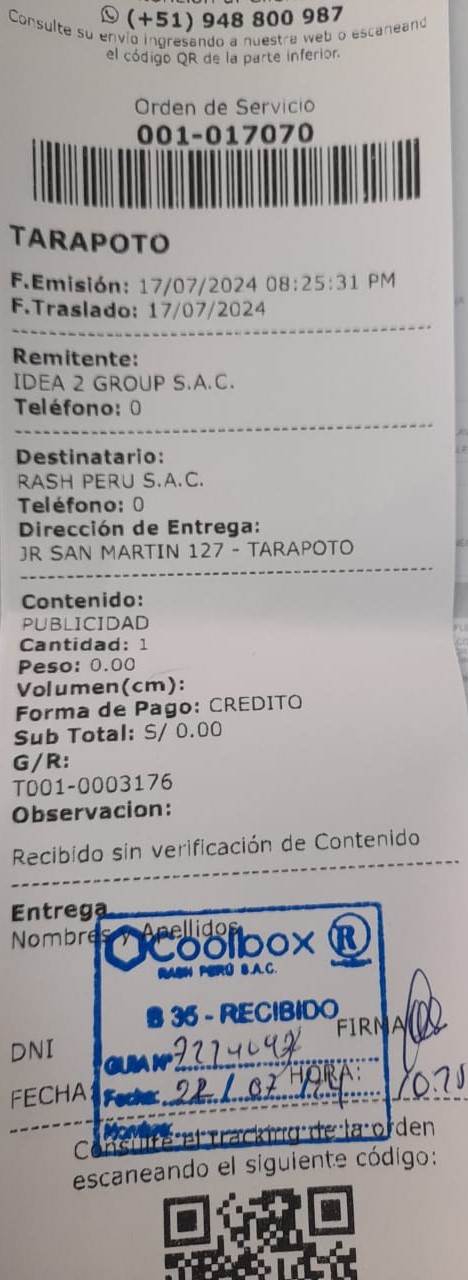 (+51) 948 800 987
Consulte su envío ingresando a nuestra web o escaneand
el código QR de la parte inferior.
Orden de Servicio
001-017070
TARAPOTO
F.Emisión: 17/07/2024 08:25:31 PM
F.Traslado: 17/07/2024
Remitente:
IDEA 2 GROUP S.A.C.
Teléfono: 0
Destinatario:
RASH PERU S.A.C.
Teléfono: 0
Dirección de Entrega:
JR SAN MARTIN 127 - TARAPOTO
Contenido:
PUBLICIDAD
Cantidad: 1
Peso: 0.00
Volumen(cm):
Forma de Pago: CREDITO
Sub Total: S/ 0.00
G/R:
T001-0003176
Observacion:
Recibido sin verificación de Contenido
Entrega
Nombres y Apellidos
Coolbox R
RASH PERÚ S.A.C.
B 35 - RECIBIDO
FIRMA
DNI
GUIA Nº
FECHA
Fecha: 22/07/24
HORA:
Nombre:
Consulte el tracking de la orden
escaneando el siguiente código: